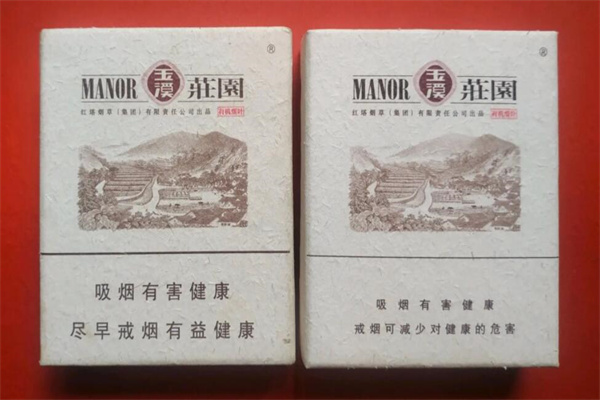 ®
MANOR 玉溪 莊園
红塔烟草（集团）有限责任公司出品
吸烟有害健康
尽早戒烟有益健康
®
MANOR 玉溪 莊園
红塔烟草（集团）有限责任公司出品
吸烟有害健康
戒烟可减少对健康的危害